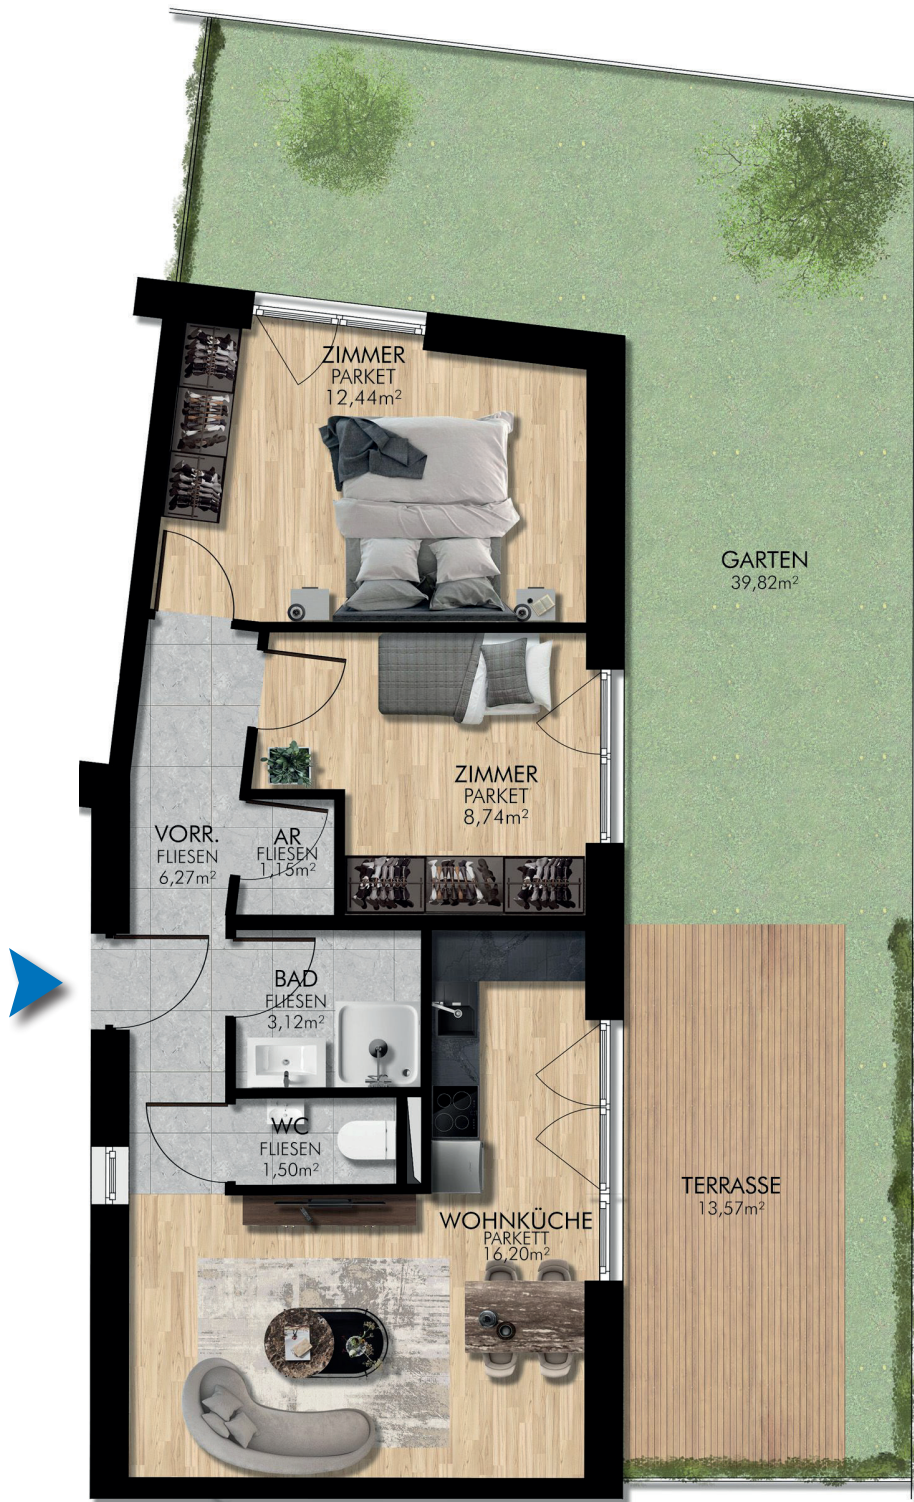 ZIMMER
PARKET
12,44m²
GARTEN
39,82m²
ZIMMER
PARKET
8,74m²
VORR.
FLIESEN
6,27m²
AR
FLIESEN
1,15m²
BAD
FLIESEN
3,12m²
WC
FLIESEN
1,50m²
TERRASSE
13,57m²
WOHNKÜCHE
PARKETT
16,20m²